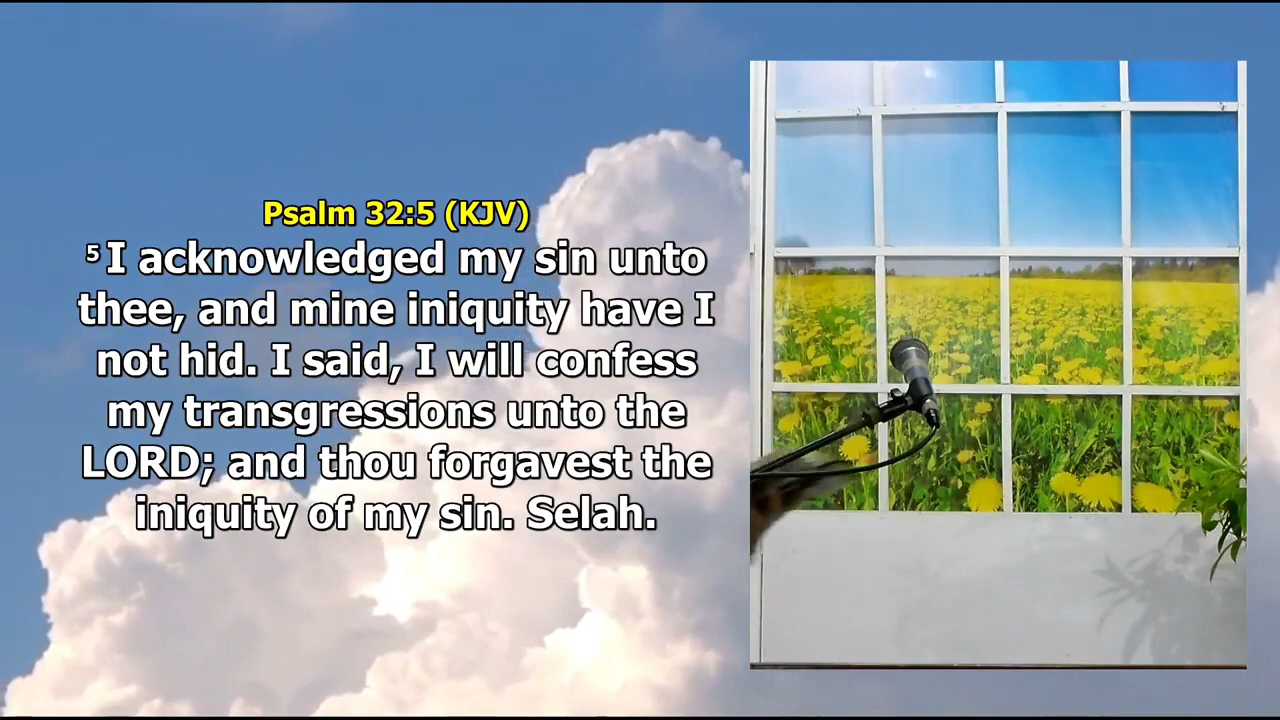 Psalm 32:5 (KJV)
⁵ I acknowledged my sin unto
thee, and mine iniquity have I
not hid. I said, I will confess
my transgressions unto the
LORD; and thou forgavest the
iniquity of my sin. Selah.